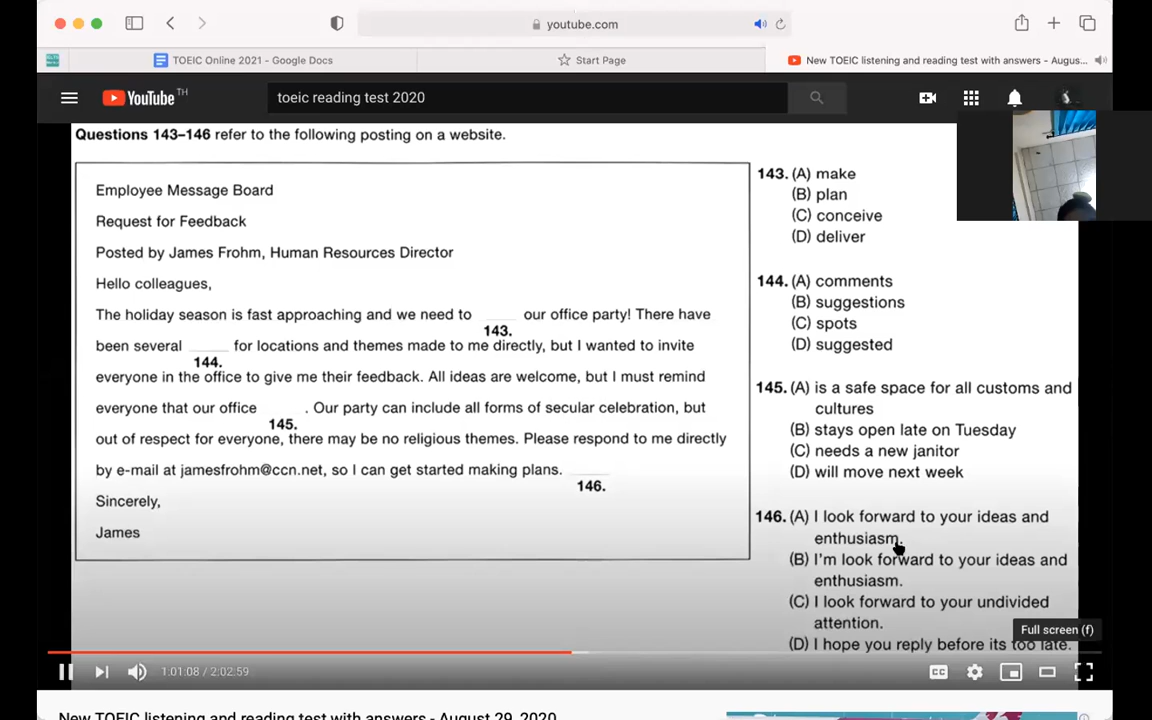 youtube.com
TOEIC Online 2021 - Google Docs
Start Page
New TOEIC listening and reading test with answers - Augus...
YouTube TH
toeic reading test 2020
Questions 143–146 refer to the following posting on a website.
Employee Message Board
Request for Feedback
Posted by James Frohm, Human Resources Director
Hello colleagues,
The holiday season is fast approaching and we need to ____ our office party! There have
143.
been several ____ for locations and themes made to me directly, but I wanted to invite
144.
everyone in the office to give me their feedback. All ideas are welcome, but I must remind
everyone that our office ____ . Our party can include all forms of secular celebration, but
145.
out of respect for everyone, there may be no religious themes. Please respond to me directly
by e-mail at jamesfrohm@ccn.net, so I can get started making plans. ____
146.
Sincerely,
James
143. (A) make
(B) plan
(C) conceive
(D) deliver
144. (A) comments
(B) suggestions
(C) spots
(D) suggested
145. (A) is a safe space for all customs and
cultures
(B) stays open late on Tuesday
(C) needs a new janitor
(D) will move next week
146. (A) I look forward to your ideas and
enthusiasm.
(B) I'm look forward to your ideas and
enthusiasm.
(C) I look forward to your undivided
attention.
(D) I hope you reply before its too late.
Full screen (f)
1:01:08 / 2:02:59
CC
New TOEIC listening and reading test with answers - August 29, 2020